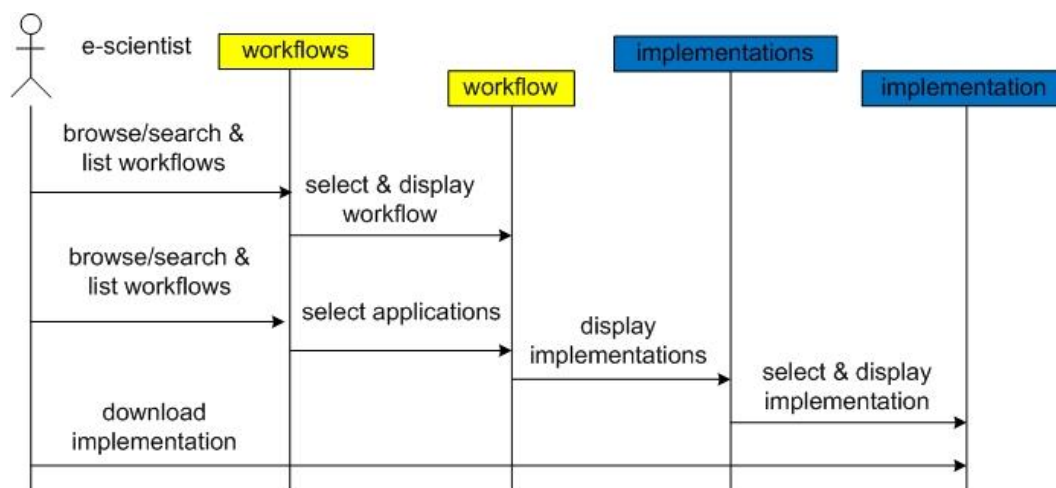 e-scientist
workflows
workflow
implementations
implementation
browse/search &
list workflows
select & display
workflow
browse/search &
list workflows
select applications
display
implementations
select & display
implementation
download
implementation